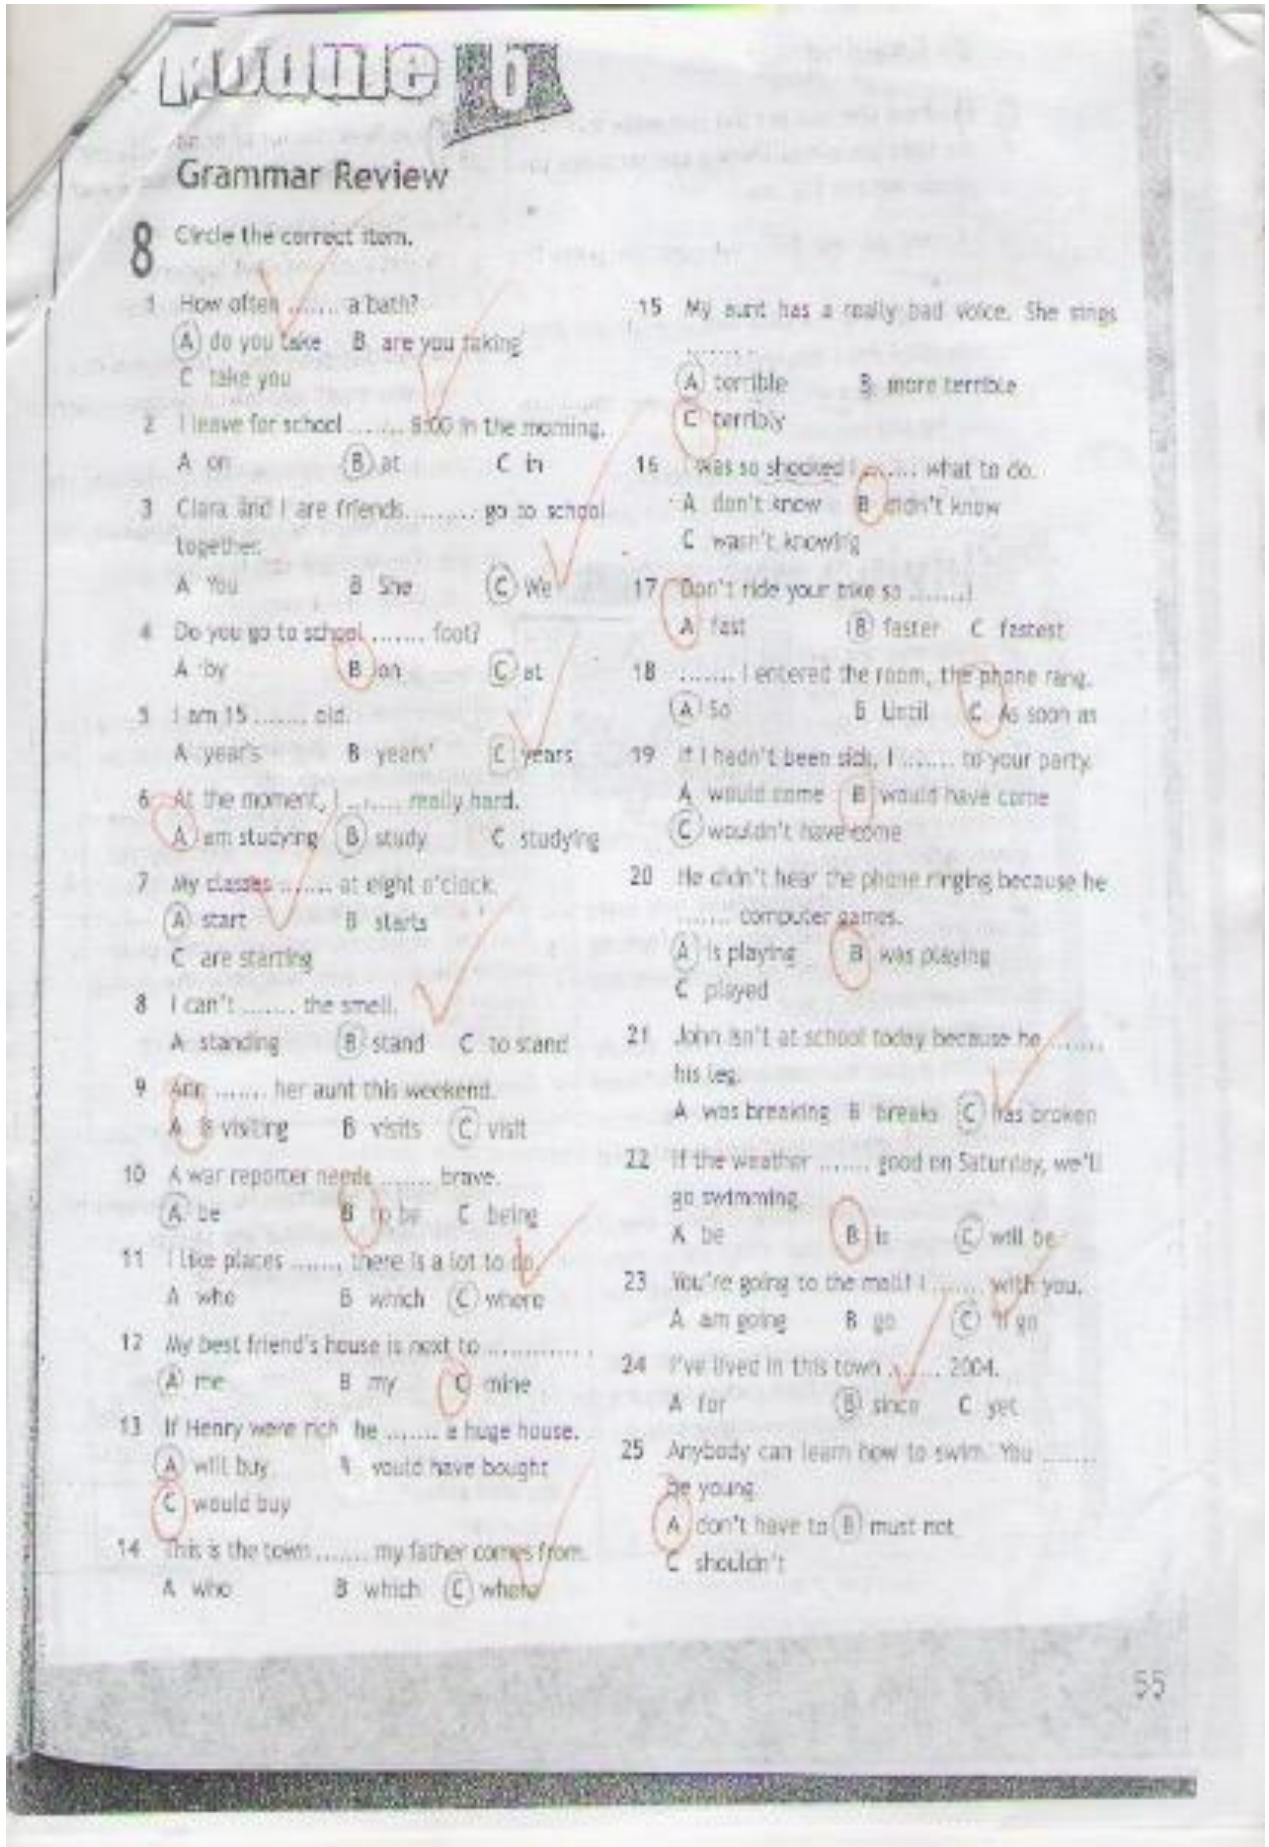 Module 6
Grammar Review
8 Circle the correct item.
1 How often ....... a bath?
A do you take B are you taking
C take you
2 I leave for school ....... 8:00 in the morning.
A on B at C in
3 Clara and I are friends. ........ go to school
together.
A You B She C We
4 Do you go to school ....... foot?
A by B on C at
5 I am 15 ....... old.
A year's B years' C years
6 At the moment, I ....... really hard.
A am studying B study C studying
7 My classes ....... at eight o'clock.
A start B starts
C are starting
8 I can't ....... the smell.
A standing B stand C to stand
9 Ann ....... her aunt this weekend.
A is visiting B visits C visit
10 A war reporter needs ....... brave.
A be B to be C being
11 I like places ....... there is a lot to do.
A who B which C where
12 My best friend's house is next to ............. .
A me B my C mine
13 If Henry were rich he ....... a huge house.
A will buy B would have bought
C would buy
14 This is the town ....... my father comes from.
A who B which C where
15 My aunt has a really bad voice. She sings
........ .
A terrible B more terrible
C terribly
16 I was so shocked I ....... what to do.
A don't know B didn't know
C wasn't knowing
17 Don't ride your bike so .......!
A fast B faster C fastest
18 ....... I entered the room, the phone rang.
A So B Until C As soon as
19 If I hadn't been sick, I ....... to your party.
A would come B would have come
C wouldn't have come
20 He didn't hear the phone ringing because he
....... computer games.
A is playing B was playing
C played
21 John isn't at school today because he .......
his leg.
A was breaking B breaks C has broken
22 If the weather ....... good on Saturday, we'll
go swimming.
A be B is C will be
23 You're going to the mall? I ....... with you.
A am going B go C 'll go
24 I've lived in this town ....... 2004.
A for B since C yet
25 Anybody can learn how to swim. You .......
be young.
A don't have to B must not
C shouldn't
55